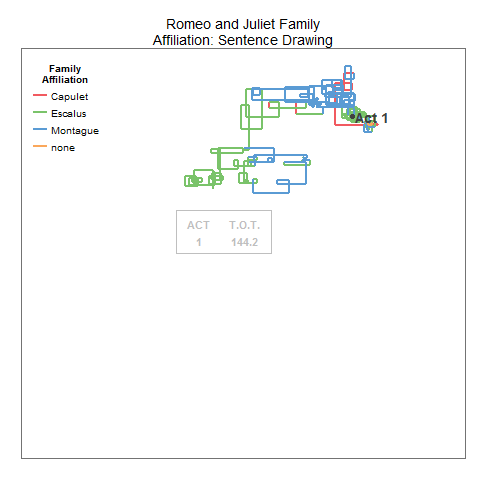 Romeo and Juliet Family
Affiliation: Sentence Drawing
Family
Affiliation
Capulet
Escalus
Montague
none
Act 1
ACT T.O.T.
1 144.2